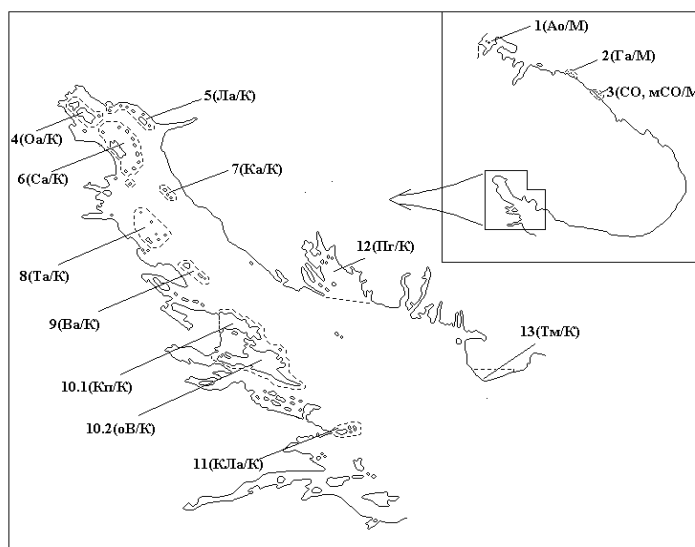 1(Ао/М)
2(Га/М)
3(СО, мСО/М
5(Ла/К)
4(Оа/К)
6(Са/К)
7(Ка/К)
12(Пг/К)
8(Та/К)
9(Ва/К)
13(Тм/К)
10.1(Кп/К)
10.2(оВ/К)
11(КЛа/К)